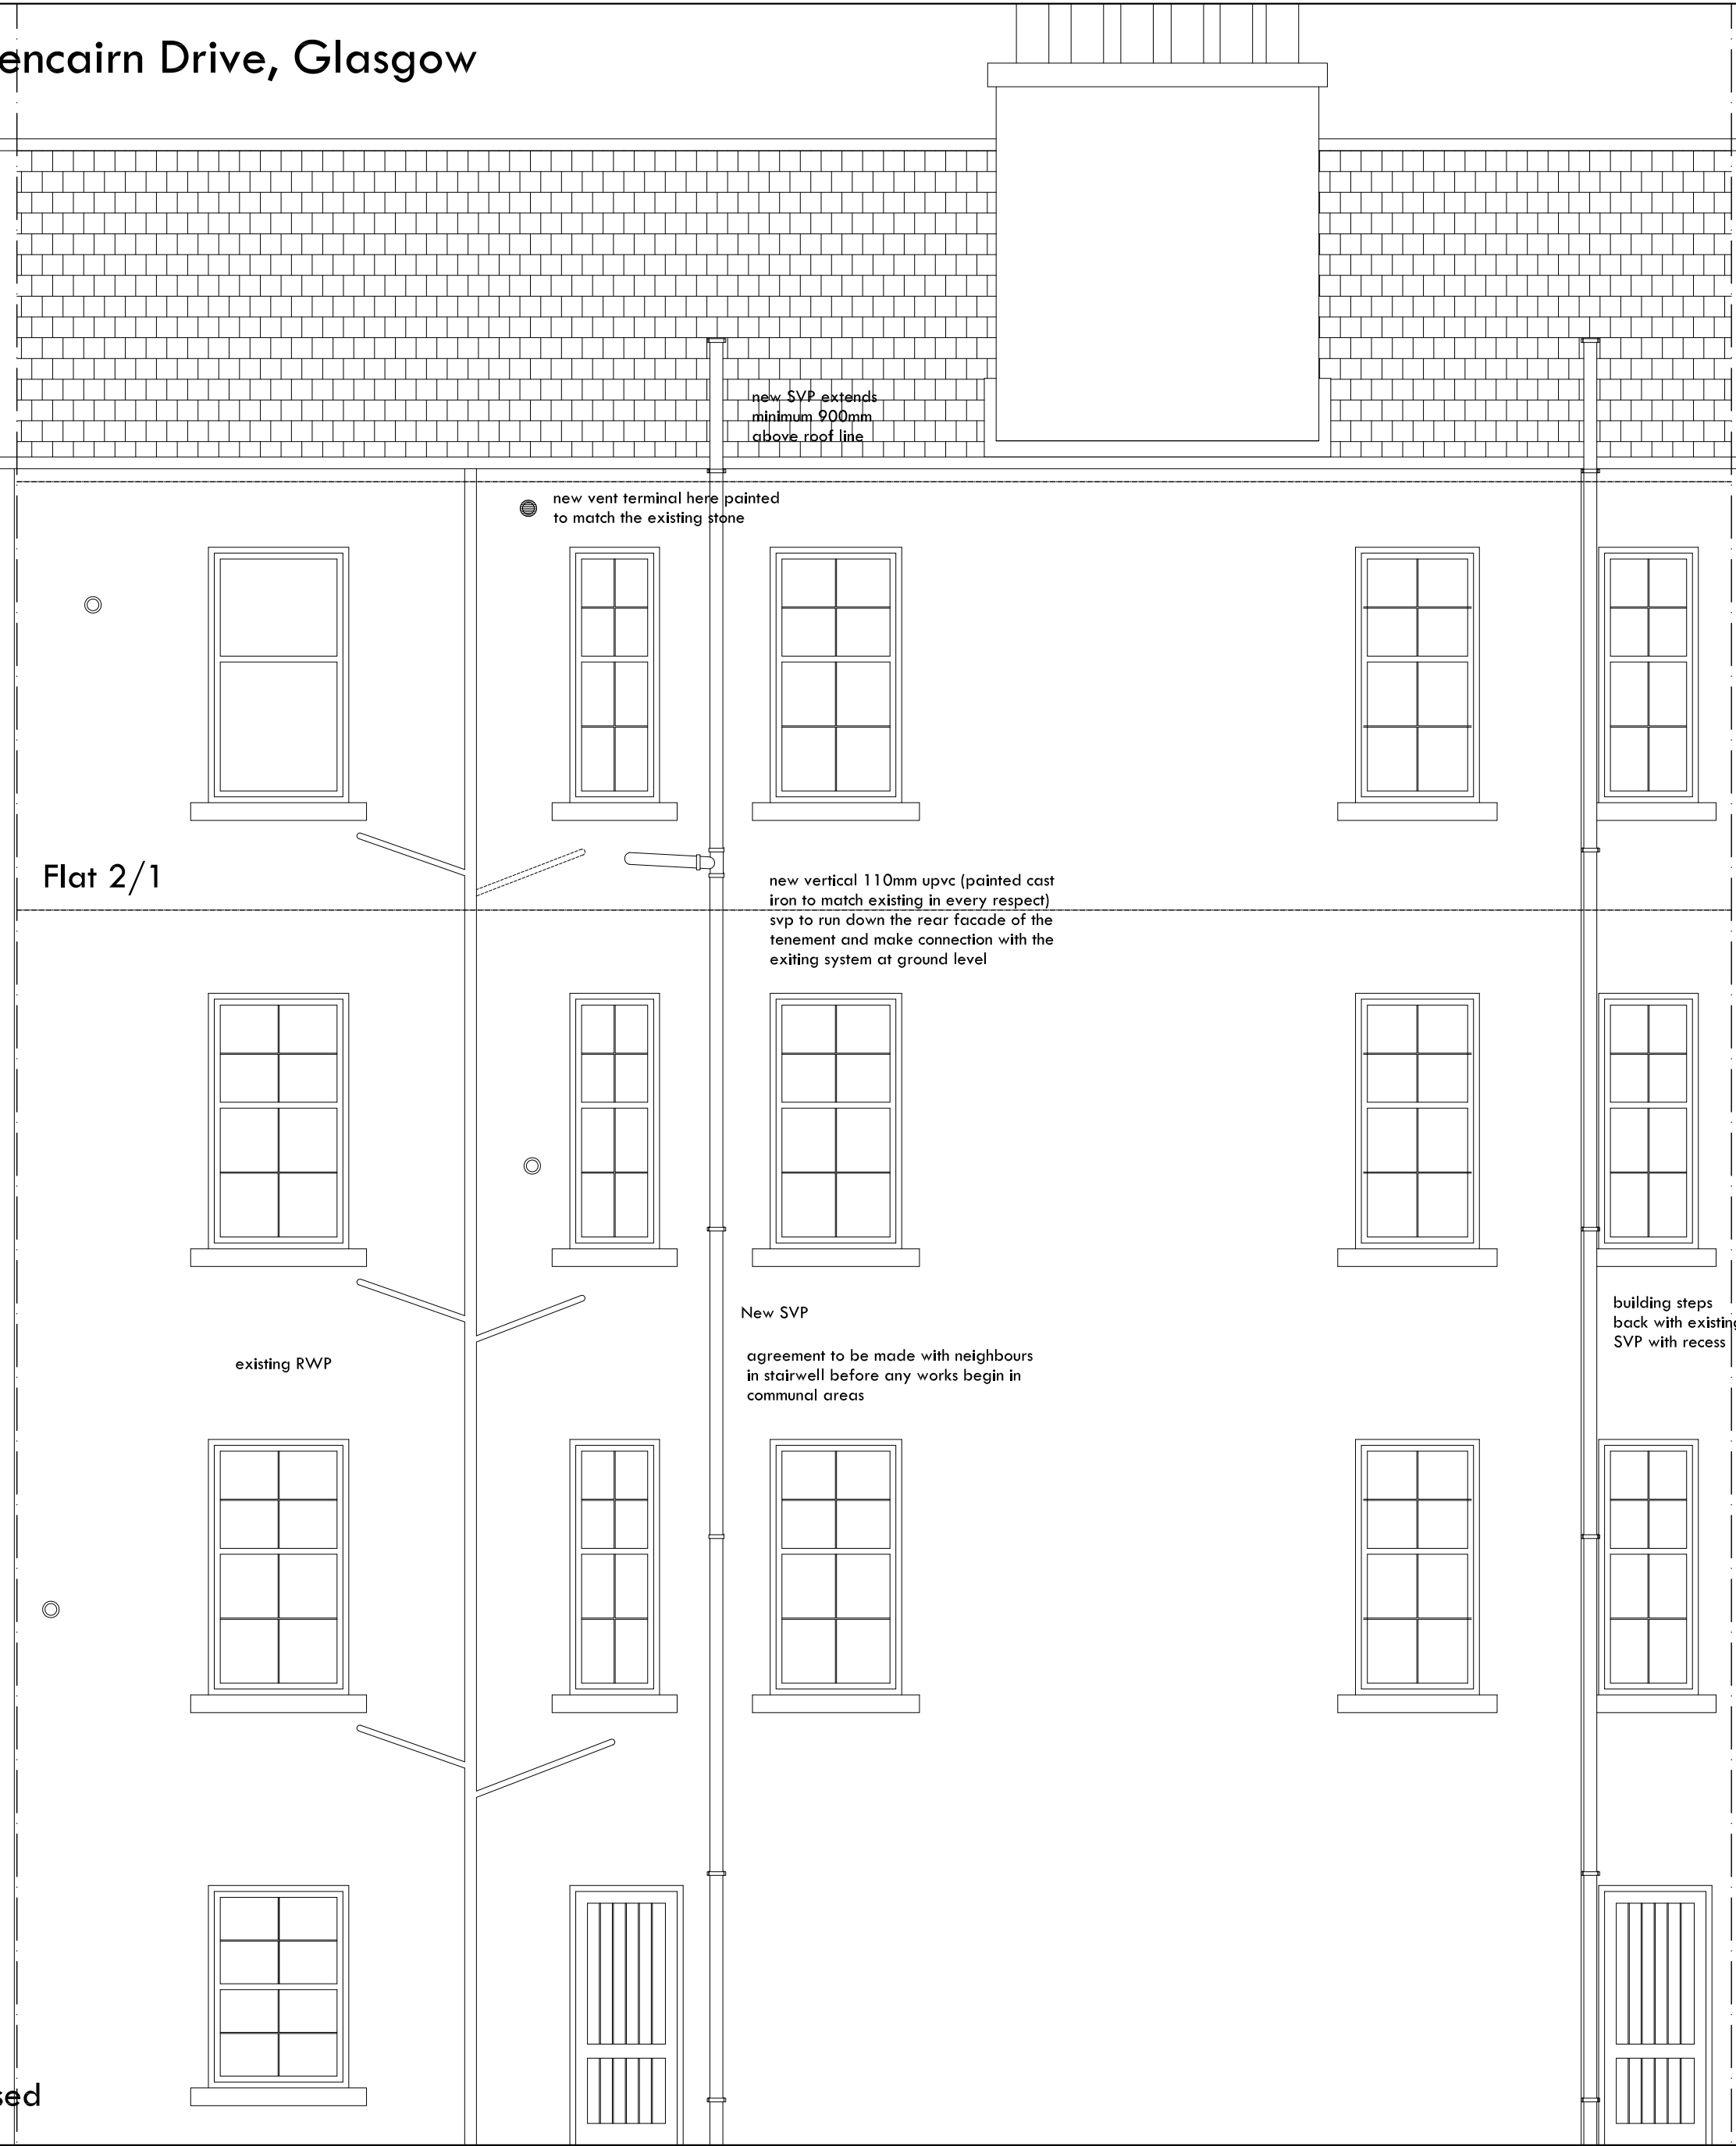 encairn Drive, Glasgow
new SVP extends
minimum 900mm
above roof line
new vent terminal here painted
to match the existing stone
Flat 2/1
new vertical 110mm upvc (painted cast
iron to match existing in every respect)
svp to run down the rear facade of the
tenement and make connection with the
exiting system at ground level
New SVP
agreement to be made with neighbours
in stairwell before any works begin in
communal areas
existing RWP
building steps
back with existing
SVP with recess
sed